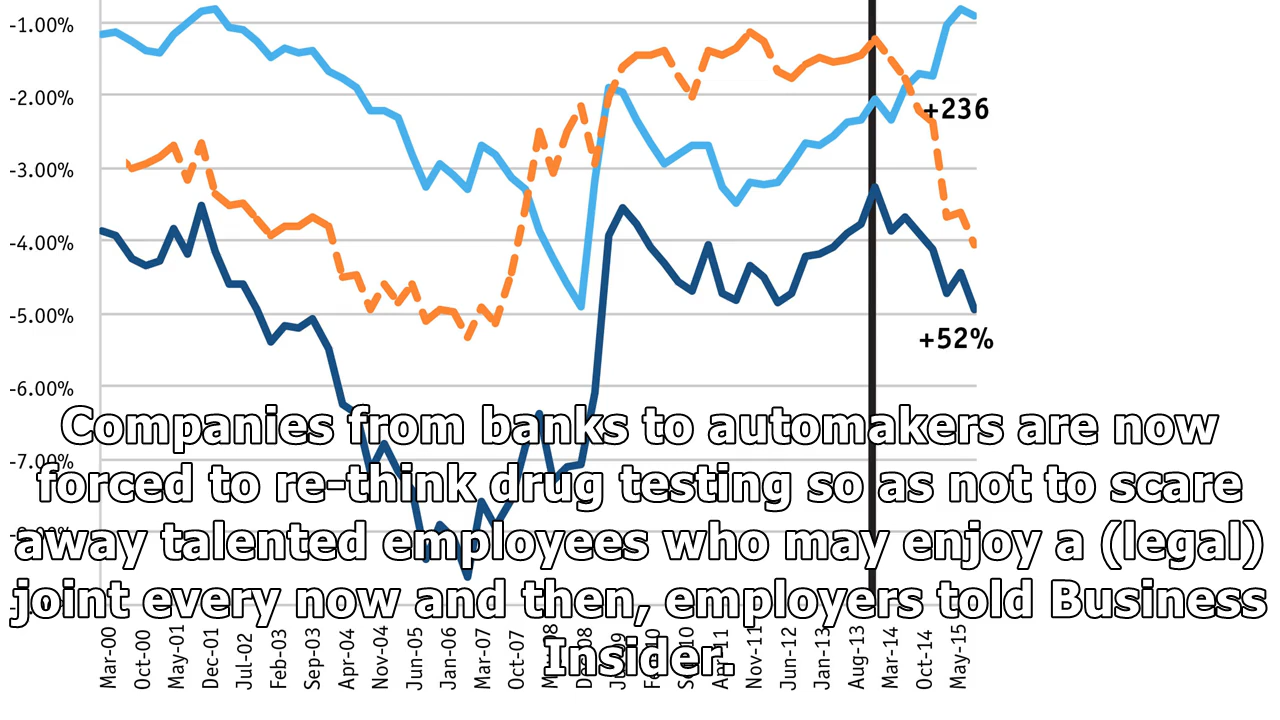 -1.00%
-2.00%
+236
-3.00%
-4.00%
-5.00%
+52%
-6.00%
Companies from banks to automakers are now
-7.00%
forced to re-think drug testing so as not to scare
away talented employees who may enjoy a (legal)
joint every now and then, employers told Business
Insider.
Mar-00
Oct-00
May-01
Dec-01
Jul-02
Feb-03
Sep-03
Apr-04
Nov-04
Jun-05
Jan-06
Mar-07
Oct-07
Nov-11
Jun-12
Jan-13
Aug-13
Mar-14
Oct-14
May-15